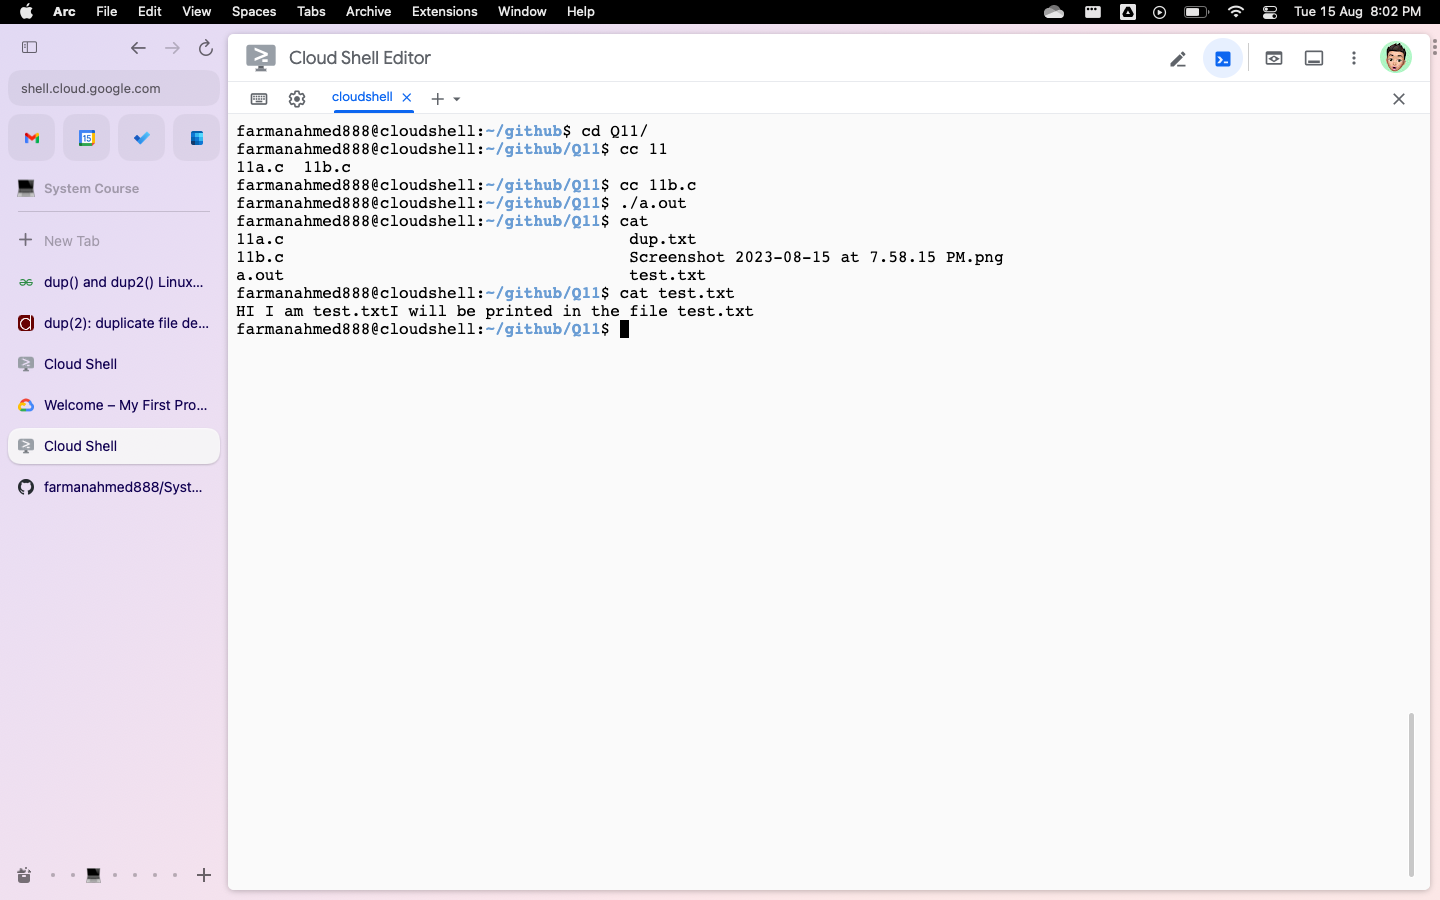 Arc File Edit View Spaces Tabs Archive Extensions Window Help Tue 15 Aug 8:02 PM
shell.cloud.google.com
15
System Course
New Tab
dup() and dup2() Linux...
dup(2): duplicate file de...
Cloud Shell
Welcome – My First Pro...
Cloud Shell
farmanahmed888/Syst...
Cloud Shell Editor
cloudshell
farmanahmed888@cloudshell:~/github$ cd Q11/
farmanahmed888@cloudshell:~/github/Q11$ cc 11
11a.c 11b.c
farmanahmed888@cloudshell:~/github/Q11$ cc 11b.c
farmanahmed888@cloudshell:~/github/Q11$ ./a.out
farmanahmed888@cloudshell:~/github/Q11$ cat
11a.c dup.txt
11b.c Screenshot 2023-08-15 at 7.58.15 PM.png
a.out test.txt
farmanahmed888@cloudshell:~/github/Q11$ cat test.txt
HI I am test.txtI will be printed in the file test.txt
farmanahmed888@cloudshell:~/github/Q11$